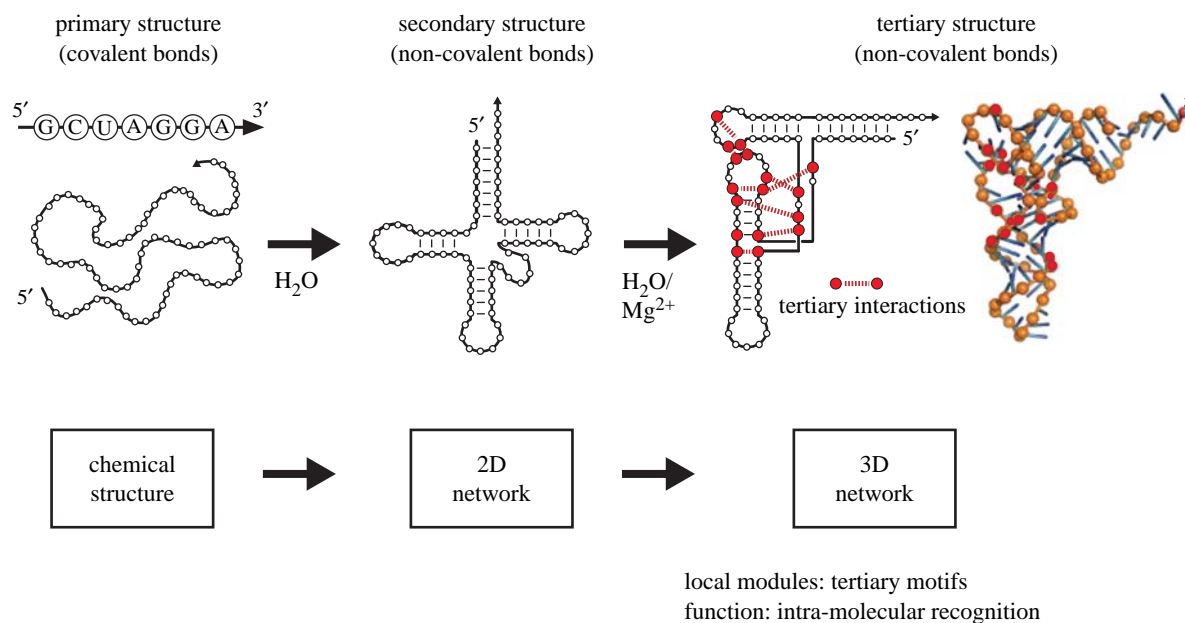 primary structure
(covalent bonds)
secondary structure
(non-covalent bonds)
tertiary structure
(non-covalent bonds)
5′ G C U A G G A 3′
5′
H₂O
5′
H₂O/
Mg²⁺
5′
tertiary interactions
chemical
structure
2D
network
3D
network
local modules: tertiary motifs
function: intra-molecular recognition